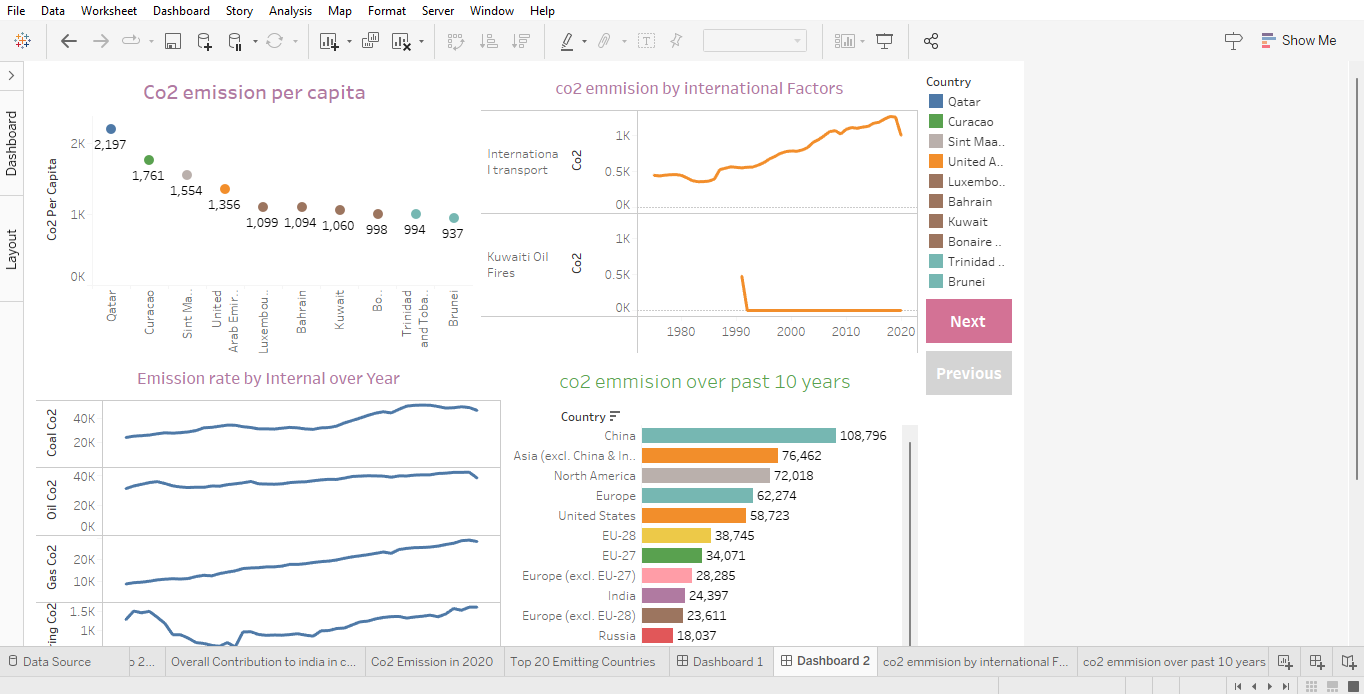 File Data Worksheet Dashboard Story Analysis Map Format Server Window Help
Show Me
Dashboard
Layout
Co2 emission per capita
Co2 Per Capita
2K
1K
0K
2,197
1,761
1,554
1,356
1,099
1,094
1,060
998
994
937
Qatar
Curacao
Sint Ma..
United
Arab Emir..
Luxembou..
Bahrain
Kuwait
Bo..
Trinidad
and Toba..
Brunei
co2 emmision by international Factors
Internationa
l transport
Co2
1K
0.5K
0K
Kuwaiti Oil
Fires
Co2
1K
0.5K
0K
1980 1990 2000 2010 2020
Country
Qatar
Curacao
Sint Maa..
United A..
Luxembo..
Bahrain
Kuwait
Bonaire ..
Trinidad ..
Brunei
Next
Previous
Emission rate by Internal over Year
Coal Co2
40K
20K
Oil Co2
40K
20K
0K
Gas Co2
20K
10K
ring Co2
1.5K
1K
co2 emmision over past 10 years
Country
China 108,796
Asia (excl. China & In.. 76,462
North America 72,018
Europe 62,274
United States 58,723
EU-28 38,745
EU-27 34,071
Europe (excl. EU-27) 28,285
India 24,397
Europe (excl. EU-28) 23,611
Russia 18,037
Data Source
o 2... Overall Contribution to india in c... Co2 Emission in 2020 Top 20 Emitting Countries Dashboard 1 Dashboard 2 co2 emmision by international F... co2 emmision over past 10 years